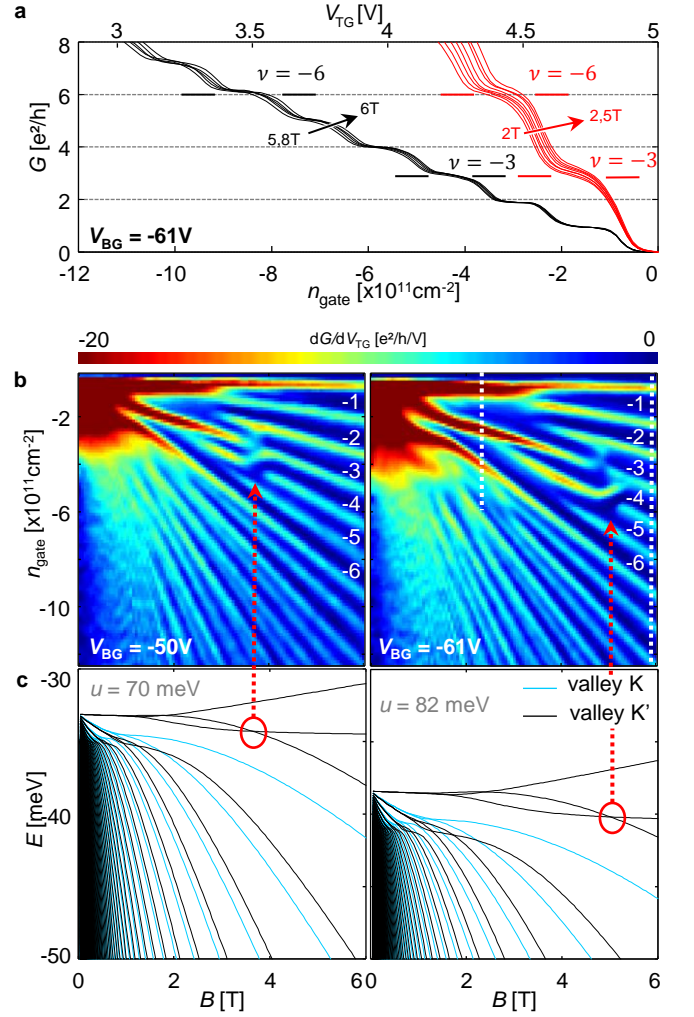 a
V_TG [V]
3 3.5 4 4.5 5
G [e²/h]
8
6
4
2
0
ν = −6
ν = −6
6T
5,8T
2,5T
2T
ν = −3
ν = −3
V_BG = -61V
-12 -10 -8 -6 -4 -2 0
n_gate [x10¹¹cm⁻²]
-20 dG/dV_TG [e²/h/V] 0
b
n_gate [x10¹¹cm⁻²]
-2
-6
-10
-1
-2
-3
-4
-5
-6
V_BG = -50V
-1
-2
-3
-4
-5
-6
V_BG = -61V
c
E [meV]
-30
-40
-50
u = 70 meV
0 2 4 6
B [T]
u = 82 meV
valley K
valley K'
0 2 4 6
B [T]